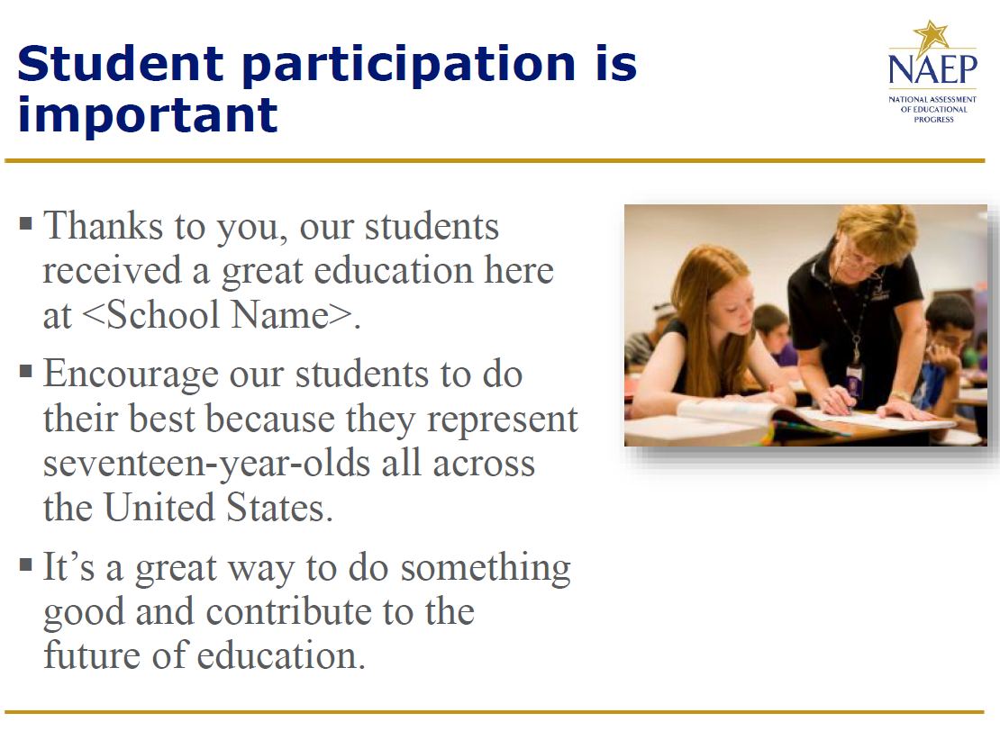 Student participation is
important
NAEP
NATIONAL ASSESSMENT
OF EDUCATIONAL
PROGRESS
▪ Thanks to you, our students
received a great education here
at <School Name>.
▪ Encourage our students to do
their best because they represent
seventeen-year-olds all across
the United States.
▪ It’s a great way to do something
good and contribute to the
future of education.